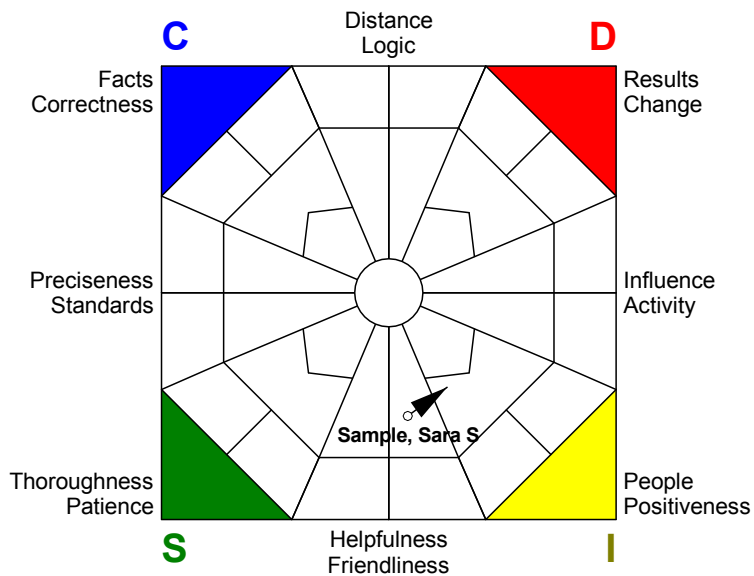 C
Distance
Logic
D
Facts
Correctness
Results
Change
Preciseness
Standards
Influence
Activity
Sample, Sara S
Thoroughness
Patience
People
Positiveness
S
Helpfulness
Friendliness
I